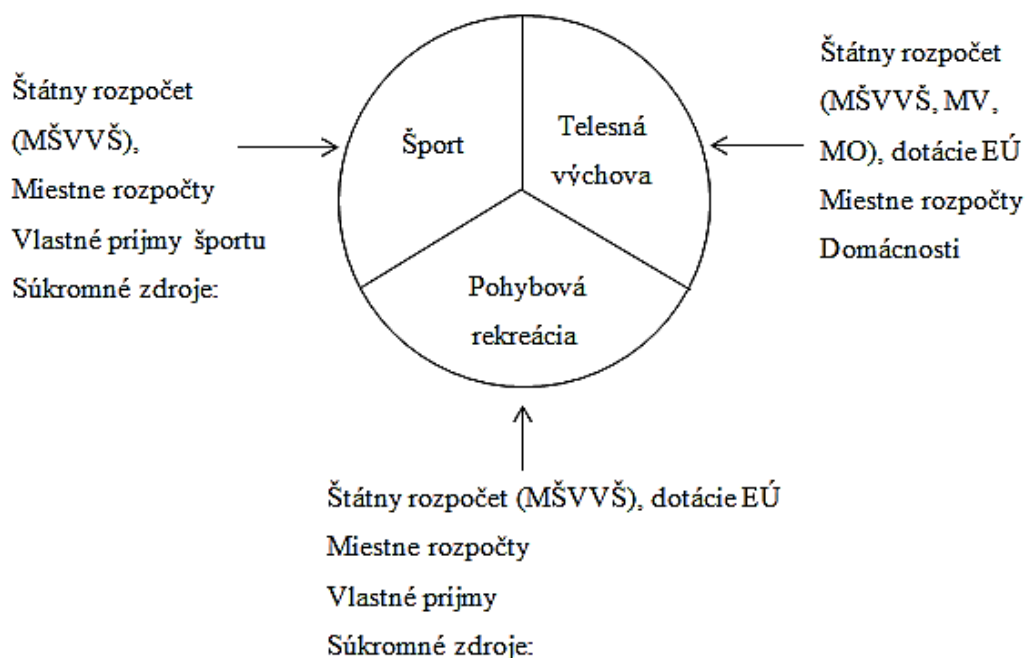 Štátny rozpočet
(MŠVVŠ),
Miestne rozpočty
Vlastné príjmy športu
Súkromné zdroje:
Šport
Telesná
výchova
Pohybová
rekreácia
Štátny rozpočet
(MŠVVŠ, MV,
MO), dotácie EÚ
Miestne rozpočty
Domácnosti
Štátny rozpočet (MŠVVŠ), dotácie EÚ
Miestne rozpočty
Vlastné príjmy
Súkromné zdroje: